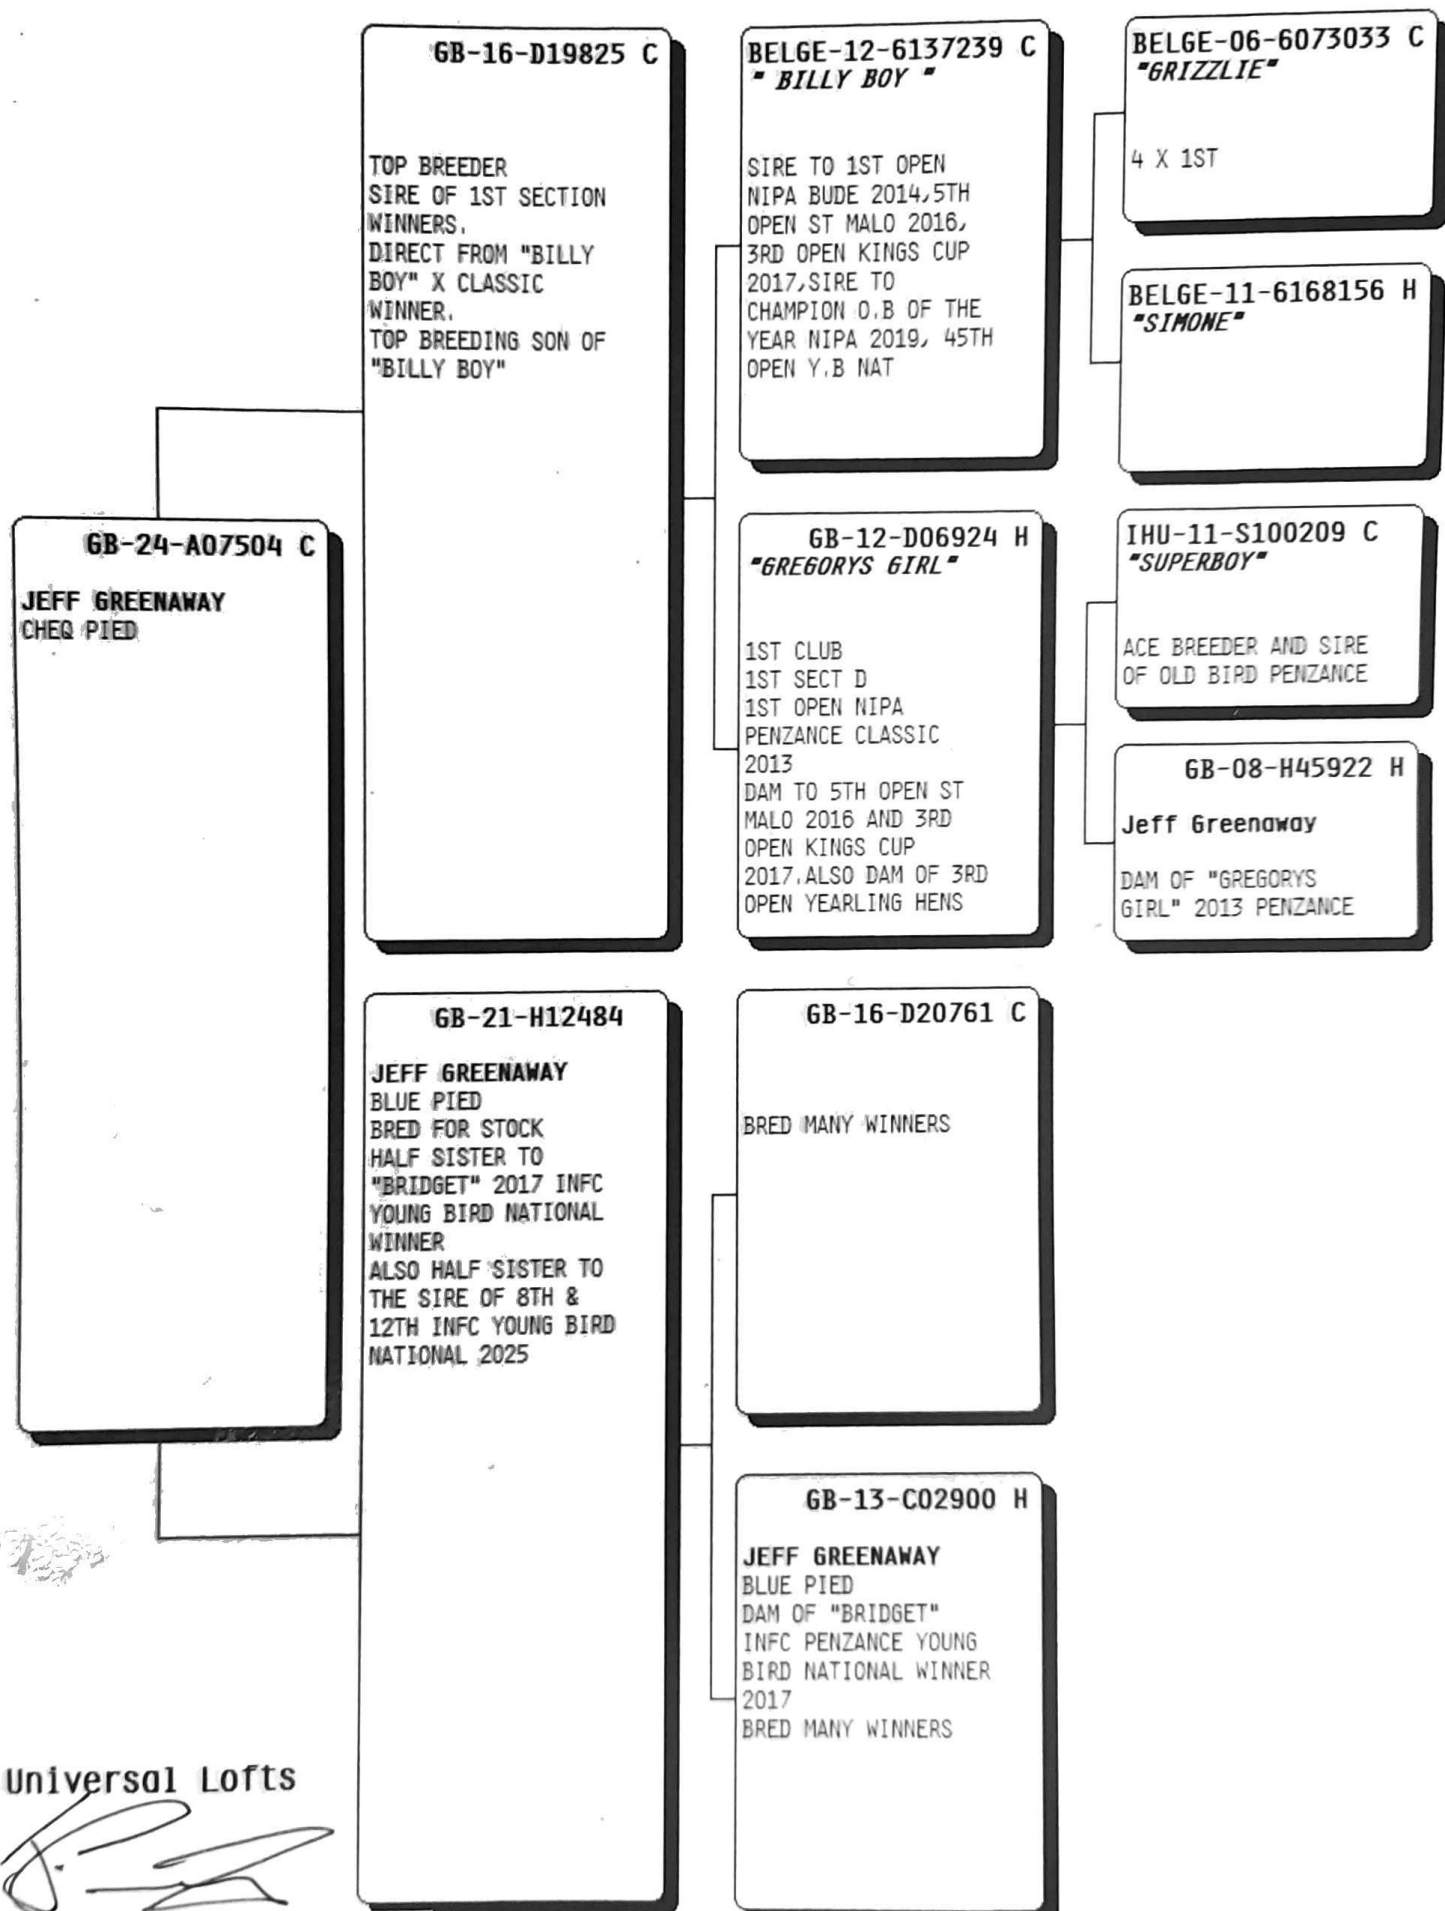 GB-16-D19825 C
TOP BREEDER
SIRE OF 1ST SECTION
WINNERS.
DIRECT FROM "BILLY
BOY" X CLASSIC
WINNER.
TOP BREEDING SON OF
"BILLY BOY"
BELGE-12-6137239 C
" BILLY BOY "
SIRE TO 1ST OPEN
NIPA BUDE 2014,5TH
OPEN ST MALO 2016,
3RD OPEN KINGS CUP
2017,SIRE TO
CHAMPION O.B OF THE
YEAR NIPA 2019, 45TH
OPEN Y.B NAT
BELGE-06-6073033 C
"GRIZZLIE"
4 X 1ST
BELGE-11-6168156 H
"SIMONE"
GB-24-A07504 C
JEFF GREENAWAY
CHEQ PIED
GB-12-D06924 H
"GREGORYS GIRL"
1ST CLUB
1ST SECT D
1ST OPEN NIPA
PENZANCE CLASSIC
2013
DAM TO 5TH OPEN ST
MALO 2016 AND 3RD
OPEN KINGS CUP
2017.ALSO DAM OF 3RD
OPEN YEARLING HENS
IHU-11-S100209 C
"SUPERBOY"
ACE BREEDER AND SIRE
OF OLD BIRD PENZANCE
GB-08-H45922 H
Jeff Greenaway
DAM OF "GREGORYS
GIRL" 2013 PENZANCE
GB-21-H12484
JEFF GREENAWAY
BLUE PIED
BRED FOR STOCK
HALF SISTER TO
"BRIDGET" 2017 INFC
YOUNG BIRD NATIONAL
WINNER
ALSO HALF SISTER TO
THE SIRE OF 8TH &
12TH INFC YOUNG BIRD
NATIONAL 2025
GB-16-D20761 C
BRED MANY WINNERS
GB-13-C02900 H
JEFF GREENAWAY
BLUE PIED
DAM OF "BRIDGET"
INFC PENZANCE YOUNG
BIRD NATIONAL WINNER
2017
BRED MANY WINNERS
Universal Lofts